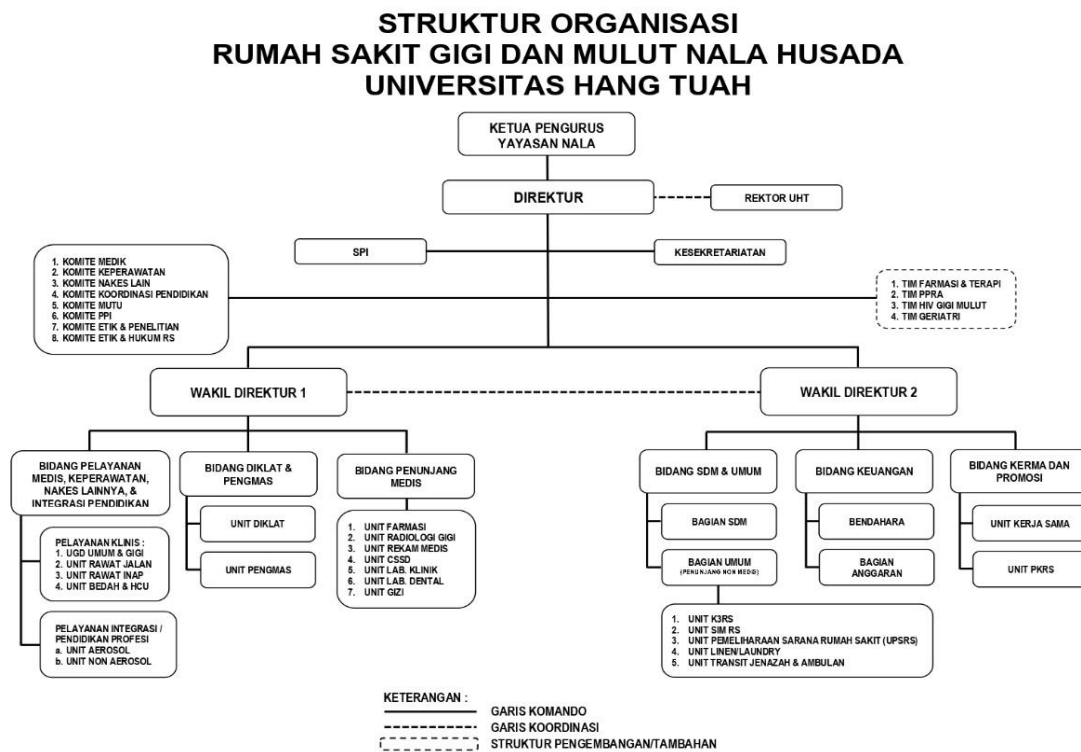 STRUKTUR ORGANISASI
RUMAH SAKIT GIGI DAN MULUT NALA HUSADA
UNIVERSITAS HANG TUAH
KETUA PENGURUS
YAYASAN NALA
DIREKTUR
REKTOR UHT
SPI
KESEKRETARIATAN
1. KOMITE MEDIK
2. KOMITE KEPERAWATAN
3. KOMITE NAKES LAIN
4. KOMITE KOORDINASI PENDIDIKAN
5. KOMITE MUTU
6. KOMITE PPI
7. KOMITE ETIK & PENELITIAN
8. KOMITE ETIK & HUKUM RS
1. TIM FARMASI & TERAPI
2. TIM PPRA
3. TIM HIV GIGI MULUT
4. TIM GERIATRI
WAKIL DIREKTUR 1
WAKIL DIREKTUR 2
BIDANG PELAYANAN
MEDIS, KEPERAWATAN,
NAKES LAINNYA, &
INTEGRASI PENDIDIKAN
PELAYANAN KLINIS :
1. UGD UMUM & GIGI
2. UNIT RAWAT JALAN
3. UNIT RAWAT INAP
4. UNIT BEDAH & HCU
PELAYANAN INTEGRASI /
PENDIDIKAN PROFESI
a. UNIT AEROSOL
b. UNIT NON AEROSOL
BIDANG DIKLAT &
PENGMAS
UNIT DIKLAT
UNIT PENGMAS
BIDANG PENUNJANG
MEDIS
1. UNIT FARMASI
2. UNIT RADIOLOGI GIGI
3. UNIT REKAM MEDIS
4. UNIT CSSD
5. UNIT LAB. KLINIK
6. UNIT LAB. DENTAL
7. UNIT GIZI
BIDANG SDM & UMUM
BAGIAN SDM
BAGIAN UMUM
(PENUNJANG NON MEDIS)
1. UNIT K3RS
2. UNIT SIM RS
3. UNIT PEMELIHARAAN SARANA RUMAH SAKIT (UPSRS)
4. UNIT LINEN/LAUNDRY
5. UNIT TRANSIT JENAZAH & AMBULAN
BIDANG KEUANGAN
BENDAHARA
BAGIAN
ANGGARAN
BIDANG KERMA DAN
PROMOSI
UNIT KERJA SAMA
UNIT PKRS
KETERANGAN :
GARIS KOMANDO
GARIS KOORDINASI
STRUKTUR PENGEMBANGAN/TAMBAHAN